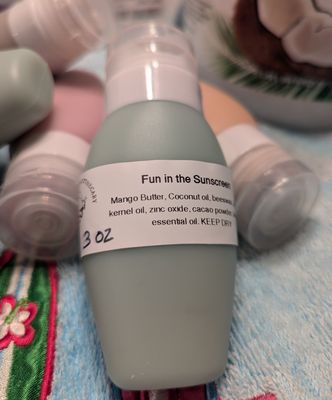 Fun in the Sunscreen
Mango Butter, Coconut oil, beeswax,
kernel oil, zinc oxide, cacao powder,
essential oil. KEEP DRY
3 oz